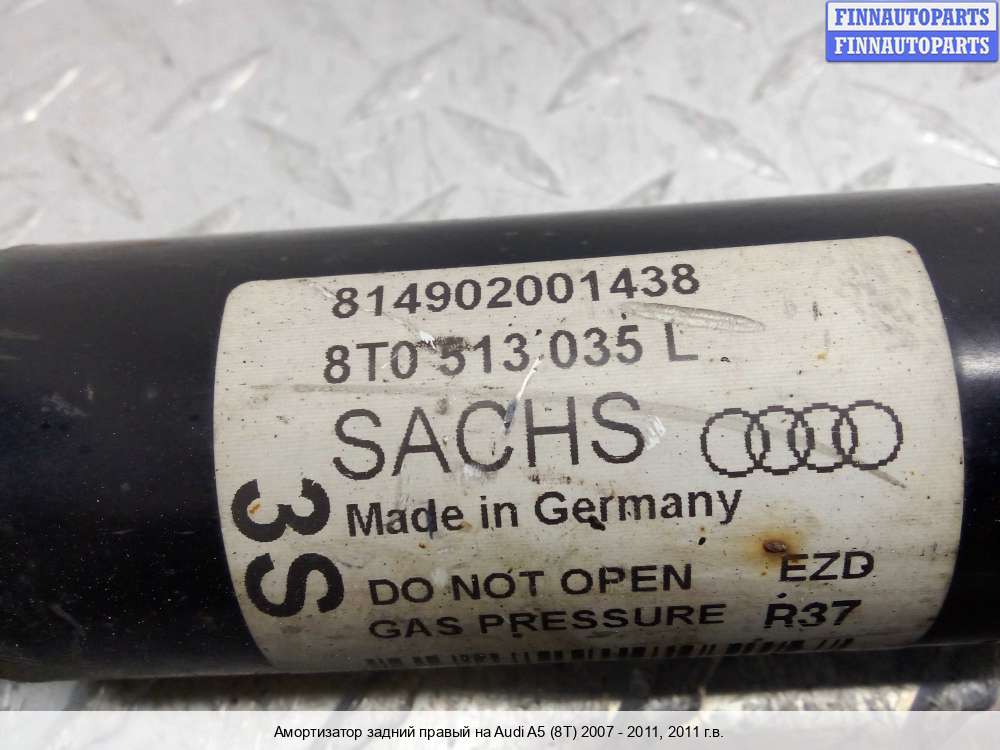 FINNAUTOPARTS
FINNAUTOPARTS
814902001438
8T0 513 035 L
SACHS
Made in Germany
3S
DO NOT OPEN EZD
GAS PRESSURE R37
Амортизатор задний правый на Audi A5 (8T) 2007 - 2011, 2011 г.в.